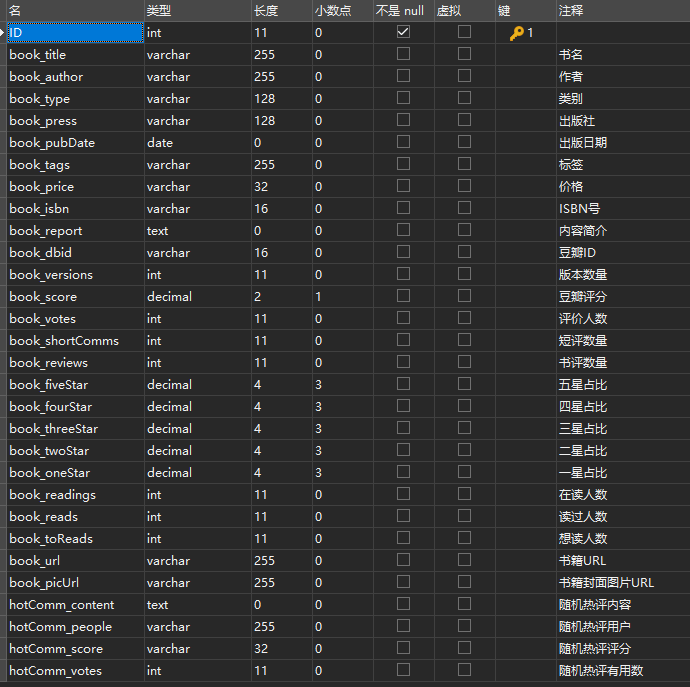 名 类型 长度 小数点 不是 null 虚拟 键 注释
ID int 11 0 1
book_title varchar 255 0 书名
book_author varchar 255 0 作者
book_type varchar 128 0 类别
book_press varchar 128 0 出版社
book_pubDate date 0 0 出版日期
book_tags varchar 255 0 标签
book_price varchar 32 0 价格
book_isbn varchar 16 0 ISBN号
book_report text 0 0 内容简介
book_dbid varchar 16 0 豆瓣ID
book_versions int 11 0 版本数量
book_score decimal 2 1 豆瓣评分
book_votes int 11 0 评价人数
book_shortComms int 11 0 短评数量
book_reviews int 11 0 书评数量
book_fiveStar decimal 4 3 五星占比
book_fourStar decimal 4 3 四星占比
book_threeStar decimal 4 3 三星占比
book_twoStar decimal 4 3 二星占比
book_oneStar decimal 4 3 一星占比
book_readings int 11 0 在读人数
book_reads int 11 0 读过人数
book_toReads int 11 0 想读人数
book_url varchar 255 0 书籍URL
book_picUrl varchar 255 0 书籍封面图片URL
hotComm_content text 0 0 随机热评内容
hotComm_people varchar 255 0 随机热评用户
hotComm_score varchar 32 0 随机热评评分
hotComm_votes int 11 0 随机热评有用数